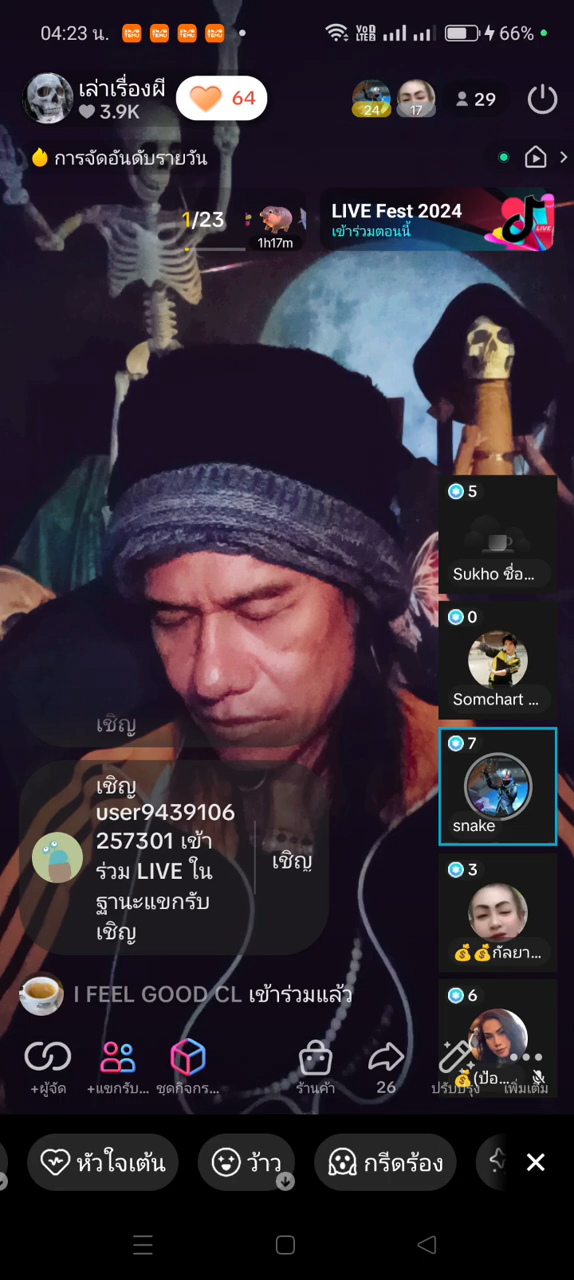 04:23 น.
VoD LTE2
66%
เล่าเรื่องผี
3.9K
64
24
17
29
การจัดอันดับรายวัน
1/23
1h17m
LIVE Fest 2024
เข้าร่วมตอนนี้
LIVE
5
Sukho ชื่อ...
0
Somchart ...
7
snake
3
💰💰กัลยา...
6
💰(ป้อ...
เชิญ
เชิญ
user9439106
257301 เข้า
ร่วม LIVE ใน
ฐานะแขกรับ
เชิญ
เชิญ
I FEEL GOOD CL เข้าร่วมแล้ว
+ผู้จัด
+แขกรับ...
ชุดกิจกร...
ร้านค้า
26
ปรับปรุง
เพิ่มเติม
หัวใจเต้น
ว้าว
กรีดร้อง